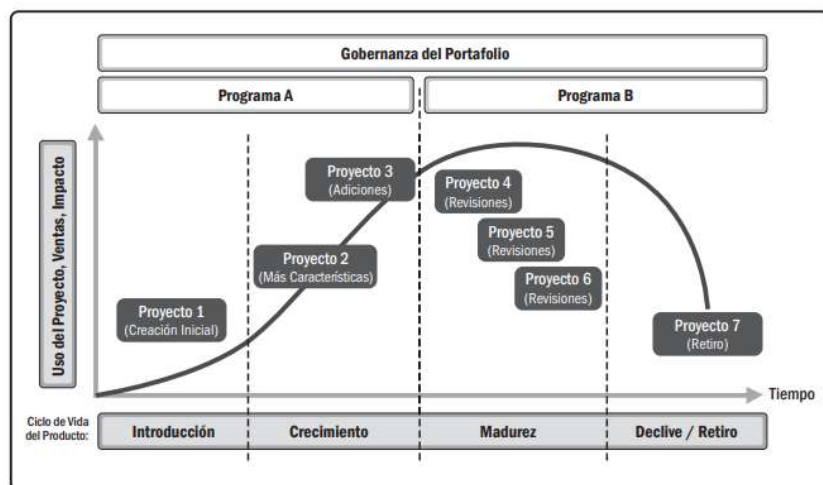 Gobernanza del Portafolio
Programa A
Programa B
Uso del Proyecto, Ventas, Impacto
Proyecto 3
(Adiciones)
Proyecto 4
(Revisiones)
Proyecto 5
(Revisiones)
Proyecto 2
(Más Características)
Proyecto 6
(Revisiones)
Proyecto 1
(Creación Inicial)
Proyecto 7
(Retiro)
Tiempo
Ciclo de Vida
del Producto:
Introducción
Crecimiento
Madurez
Declive / Retiro